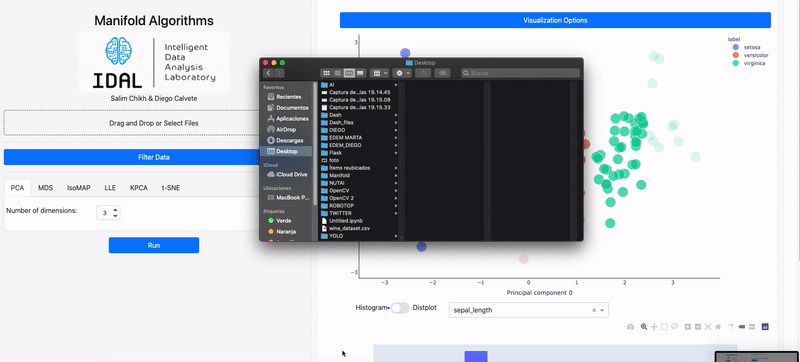 Manifold Algorithms
IDAL
Intelligent
Data
Analysis
Laboratory
Salim Chikh & Diego Calvete
Drag and Drop or Select Files
Filter Data
PCA MDS IsoMAP LLE KPCA t-SNE
Number of dimensions: 3
Run
Visualization Options
label
setosa
versicolor
virginica
3
−3
−3 −2 −1 0 1 2 3
Principal component 0
Histogram Distplot
sepal_length
Desktop
Buscar
Favoritos
Recientes
Documentos
Aplicaciones
AirDrop
Descargas
Desktop
iCloud
iCloud Drive
Ubicaciones
MacBook P...
Etiquetas
Verde
Naranja
AI
Captura de...las 19.14.45
Captura de...las 19.15.08
Captura de...las 19.15.33
Dash
Dash_files
DIEGO
EDEM MARTA
EDEM_DIEGO
Flask
foto
Ítems reubicados
Manifold
NUTAI
OpenCV
OpenCV 2
ROBOTOP
TWITTER
Untitled.ipynb
wine_dataset.csv
YOLO